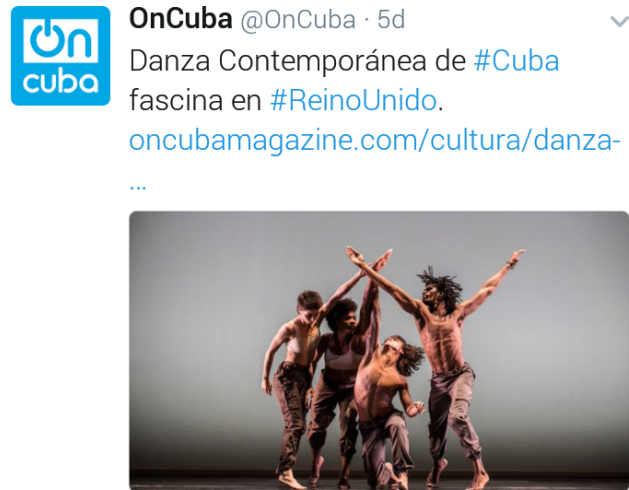 On
cuba
OnCuba @OnCuba · 5d
Danza Contemporánea de #Cuba
fascina en #ReinoUnido.
oncubamagazine.com/cultura/danza-
...